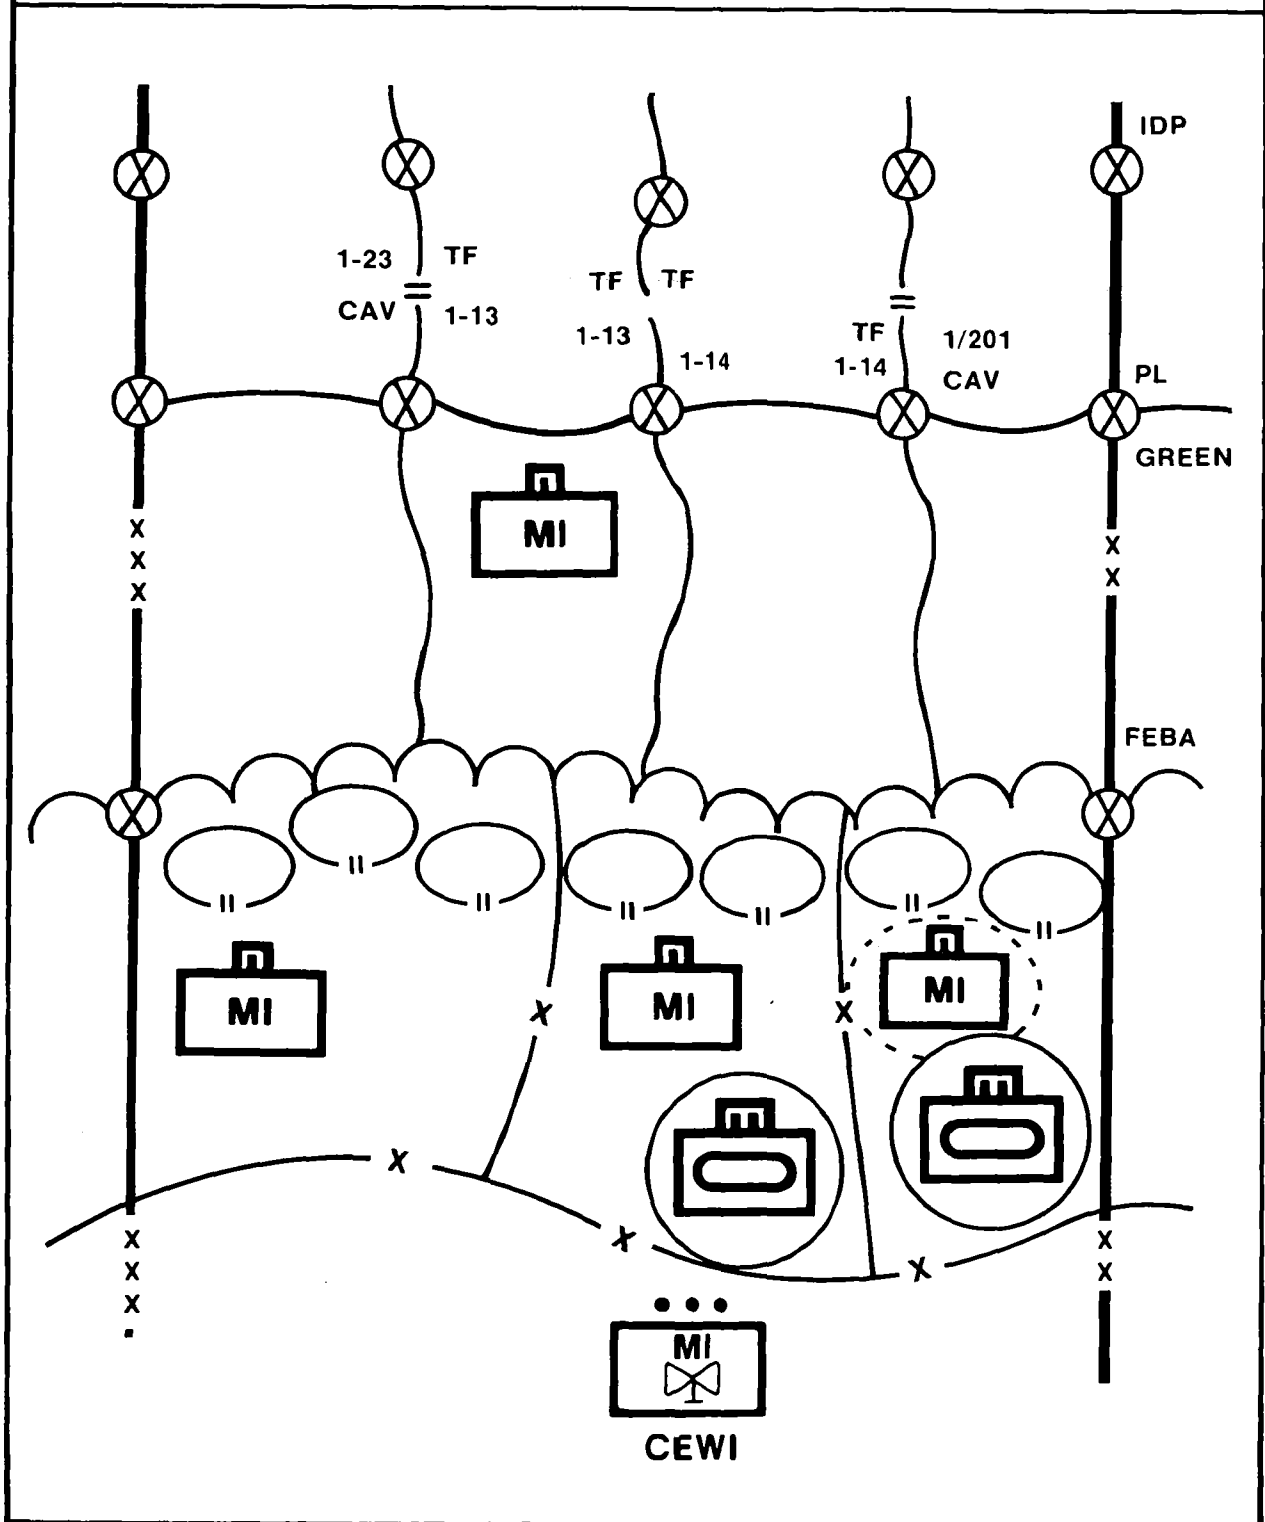 IDP
1-23 TF
CAV 1-13
TF TF
1-13 1-14
TF 1/201
1-14 CAV
PL
GREEN
MI
X
X
X
X
X
FEBA
II
II
II
II
II
II
II
MI
MI
MI
X
X
X
X
X
X
X
X
X
X
MI
CEWI